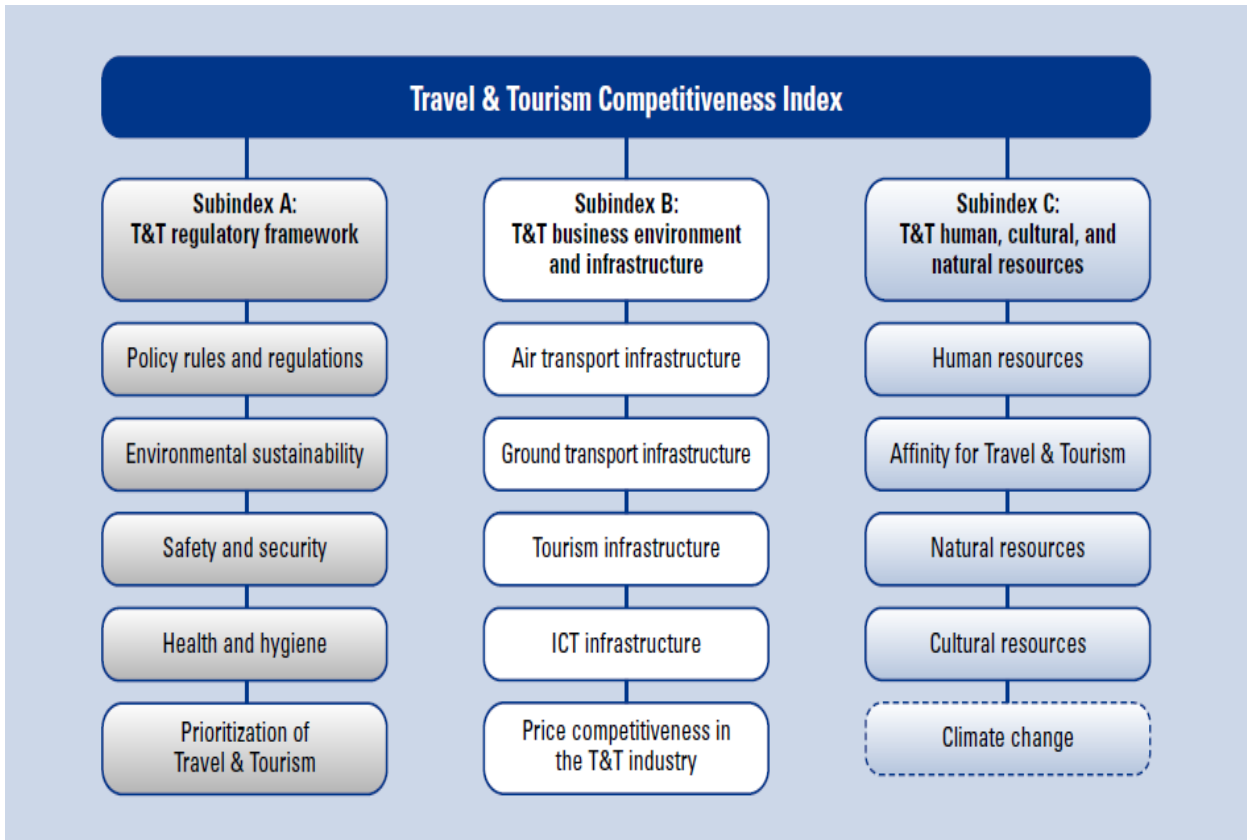 Travel & Tourism Competitiveness Index
Subindex A:
T&T regulatory framework
Policy rules and regulations
Environmental sustainability
Safety and security
Health and hygiene
Prioritization of
Travel & Tourism
Subindex B:
T&T business environment
and infrastructure
Air transport infrastructure
Ground transport infrastructure
Tourism infrastructure
ICT infrastructure
Price competitiveness in
the T&T industry
Subindex C:
T&T human, cultural, and
natural resources
Human resources
Affinity for Travel & Tourism
Natural resources
Cultural resources
Climate change